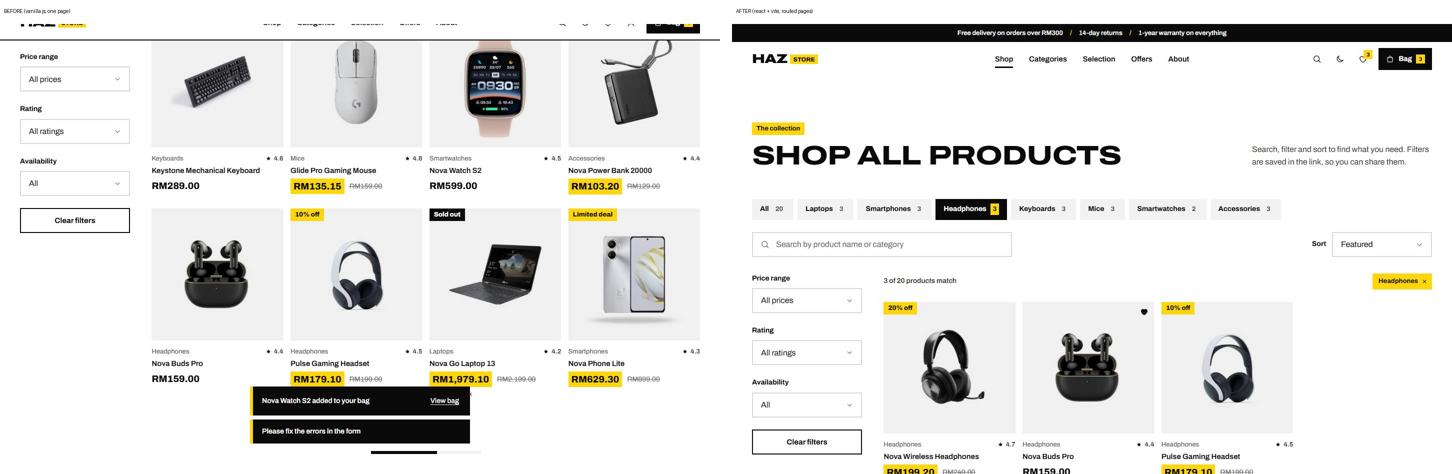 BEFORE (vanilla js, one page)
HAZ STORE
Shop Categories Selection Offers About
Bag
Price range
All prices
Rating
All ratings
Availability
All
Clear filters
Keyboards ★ 4.6
Keystone Mechanical Keyboard
RM289.00
Mice ★ 4.8
Glide Pro Gaming Mouse
RM135.15 RM159.00
Smartwatches ★ 4.5
Nova Watch S2
RM599.00
Accessories ★ 4.4
Nova Power Bank 20000
RM103.20 RM129.00
Headphones ★ 4.4
Nova Buds Pro
RM159.00
10% off
Headphones ★ 4.5
Pulse Gaming Headset
RM179.10 RM199.00
Sold out
Laptops ★ 4.2
Nova Go Laptop 13
RM1,979.10 RM2,199.00
Limited deal
Smartphones ★ 4.3
Nova Phone Lite
RM629.30 RM899.00
Nova Watch S2 added to your bag View bag
Please fix the errors in the form
AFTER (react + vite, routed pages)
Free delivery on orders over RM300 / 14-day returns / 1-year warranty on everything
HAZ STORE
Shop Categories Selection Offers About
3
Bag 3
The collection
SHOP ALL PRODUCTS
Search, filter and sort to find what you need. Filters
are saved in the link, so you can share them.
All 20 Laptops 3 Smartphones 3 Headphones 3 Keyboards 3 Mice 3 Smartwatches 2 Accessories 3
Search by product name or category
Sort Featured
Price range
All prices
Rating
All ratings
Availability
All
Clear filters
3 of 20 products match
Headphones ×
20% off
Headphones ★ 4.7
Nova Wireless Headphones
RM199.20 RM249.00
Headphones ★ 4.4
Nova Buds Pro
RM159.00
10% off
Headphones ★ 4.5
Pulse Gaming Headset
RM179.10 RM199.00